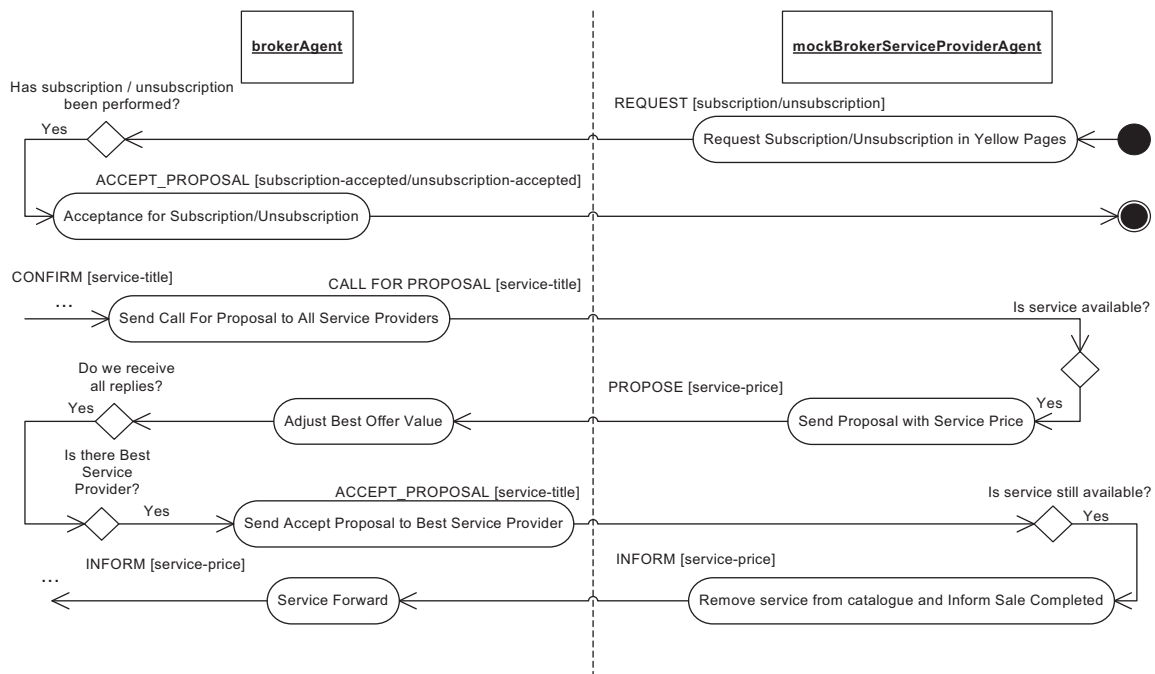 brokerAgent
mockBrokerServiceProviderAgent
Has subscription / unsubscription
been performed?
REQUEST [subscription/unsubscription]
Yes
Request Subscription/Unsubscription in Yellow Pages
ACCEPT_PROPOSAL [subscription-accepted/unsubscription-accepted]
Acceptance for Subscription/Unsubscription
CONFIRM [service-title]
CALL FOR PROPOSAL [service-title]
...
Send Call For Proposal to All Service Providers
Is service available?
Do we receive
all replies?
PROPOSE [service-price]
Yes
Yes
Adjust Best Offer Value
Send Proposal with Service Price
Is there Best
Service
Provider?
ACCEPT_PROPOSAL [service-title]
Is service still available?
Yes
Send Accept Proposal to Best Service Provider
Yes
INFORM [service-price]
INFORM [service-price]
...
Service Forward
Remove service from catalogue and Inform Sale Completed